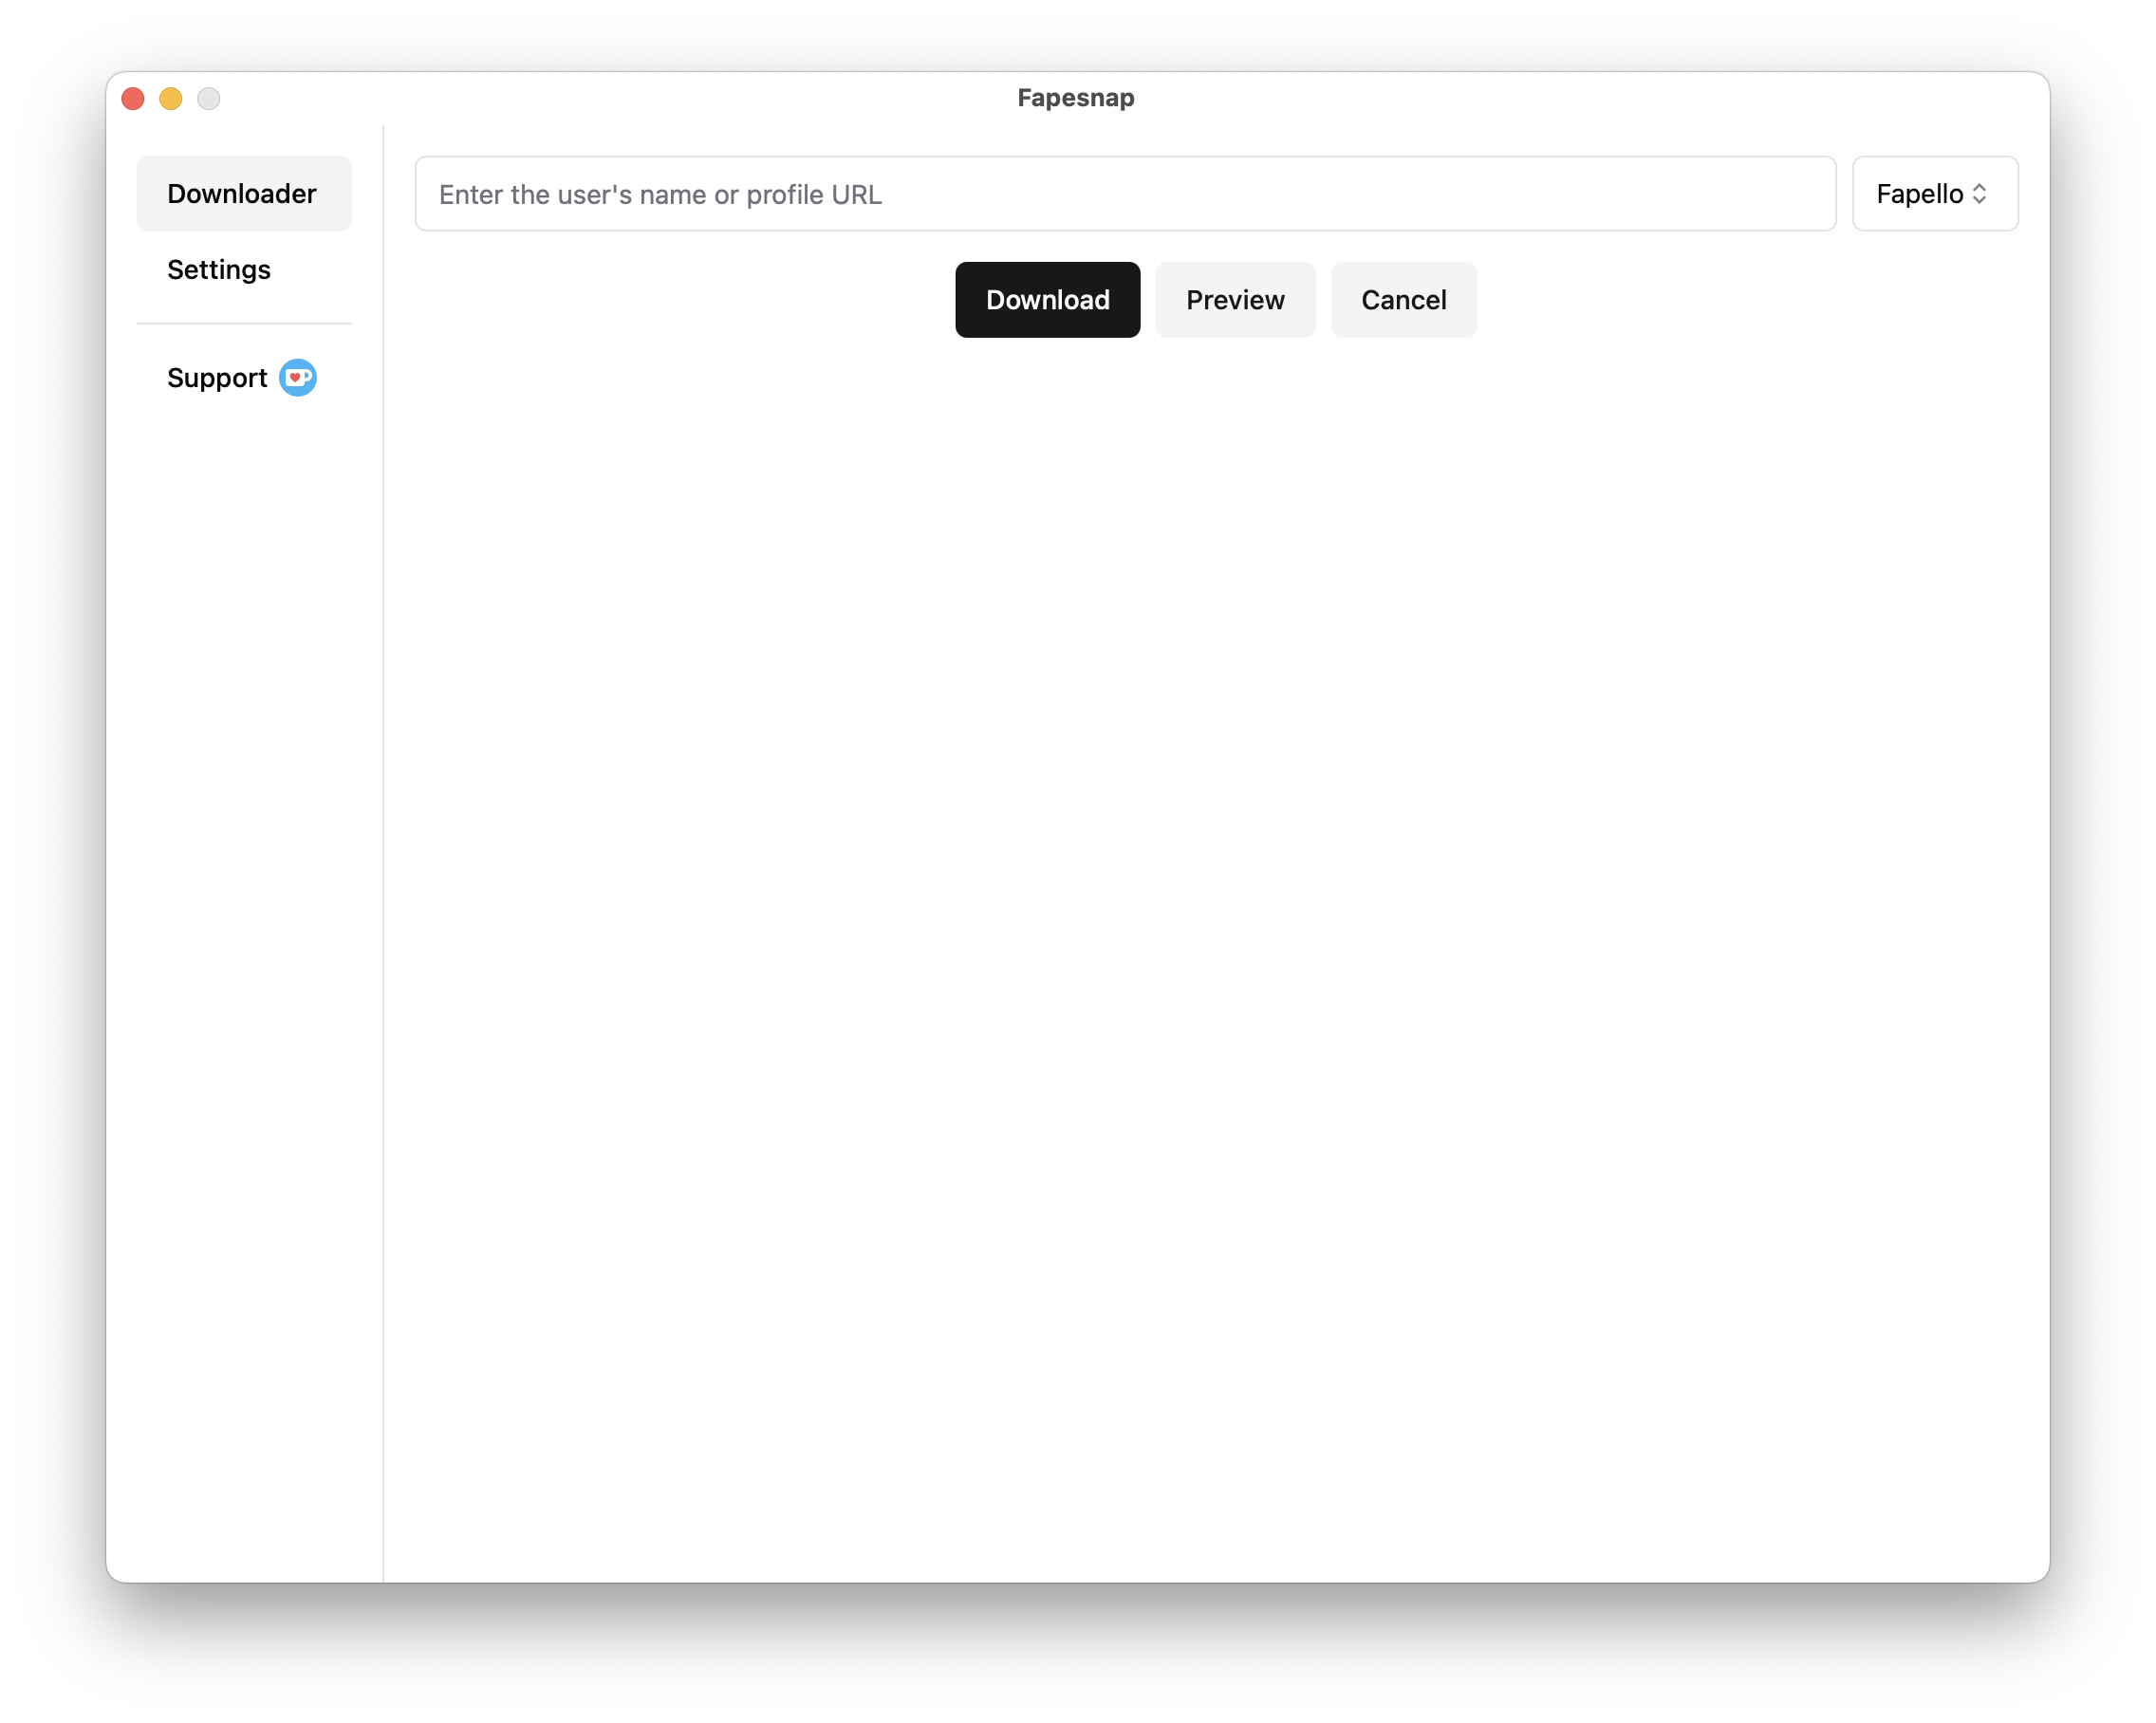 Fapesnap
Downloader
Settings
Support
Enter the user's name or profile URL
Fapello
Download
Preview
Cancel